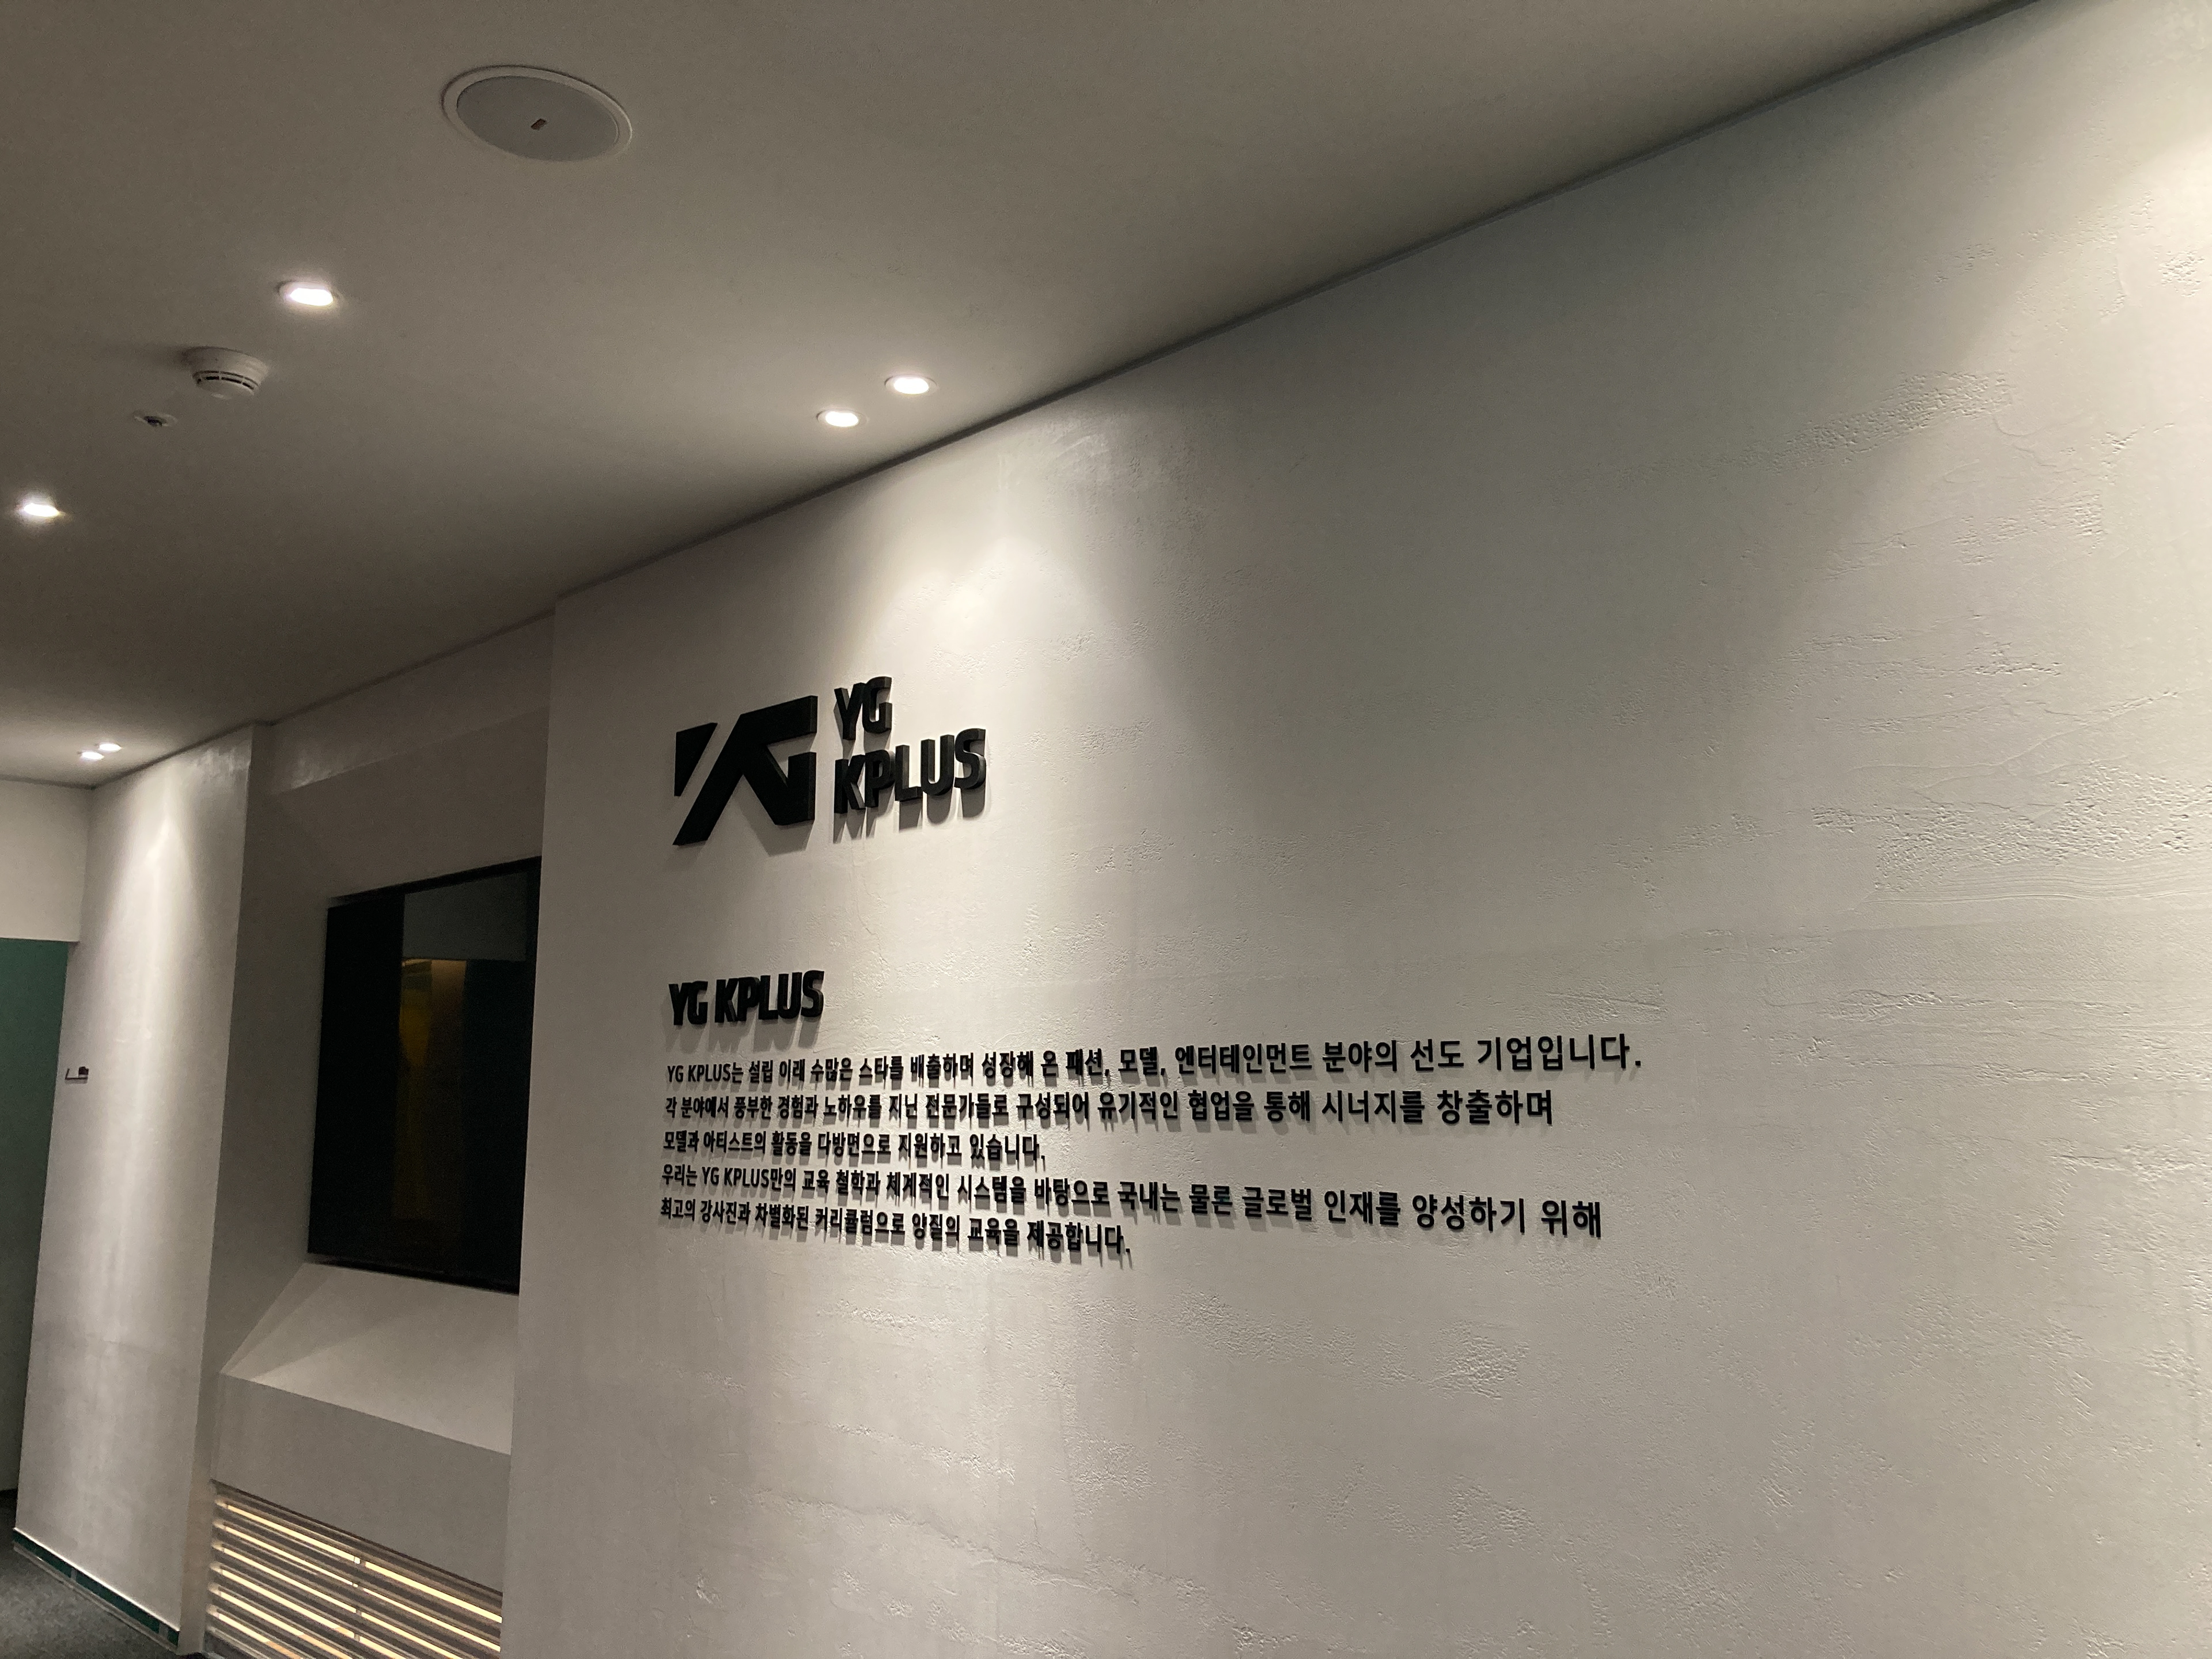 YG
KPLUS
YG KPLUS
YG KPLUS는 설립 이래 수많은 스타를 배출하며 성장해 온 패션, 모델, 엔터테인먼트 분야의 선도 기업입니다.
각 분야에서 풍부한 경험과 노하우를 지닌 전문가들로 구성되어 유기적인 협업을 통해 시너지를 창출하며
모델과 아티스트의 활동을 다방면으로 지원하고 있습니다.
우리는 YG KPLUS만의 교육 철학과 체계적인 시스템을 바탕으로 국내는 물론 글로벌 인재를 양성하기 위해
최고의 강사진과 차별화된 커리큘럼으로 양질의 교육을 제공합니다.